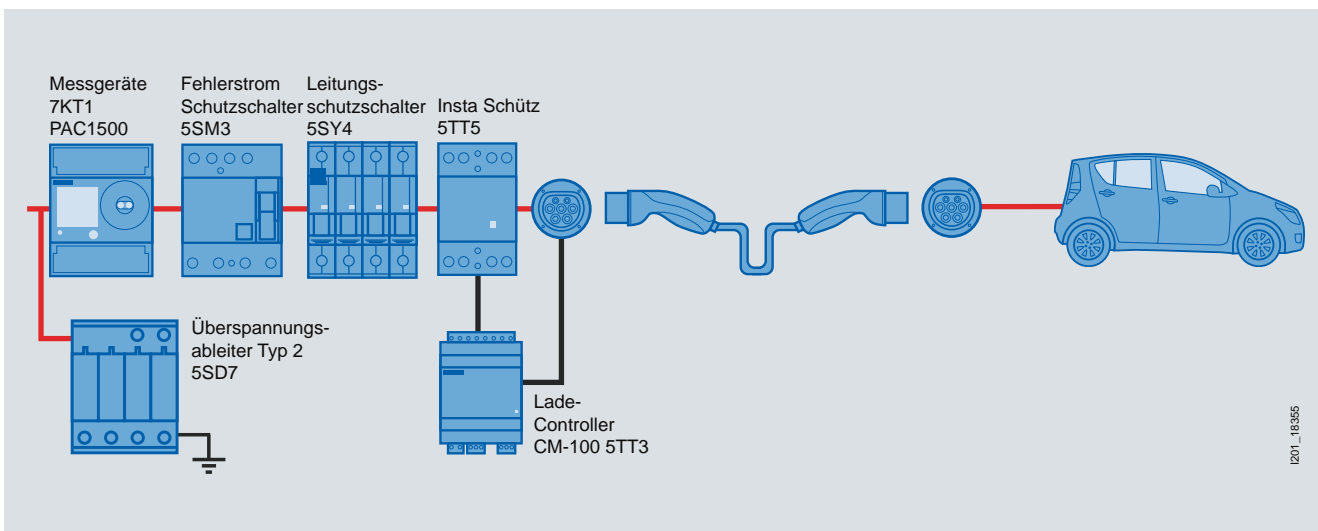 Messgeräte
7KT1
PAC1500
Fehlerstrom
Schutzschalter
5SM3
Leitungs-
schutzschalter
5SY4
Insta Schütz
5TT5
Überspannungs-
ableiter Typ 2
5SD7
Lade-
Controller
CM-100 5TT3
I201_18355